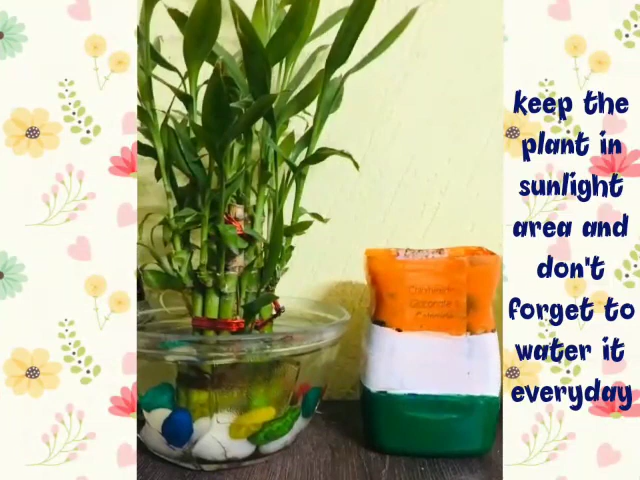 keep the
plant in
sunlight
area and
don't
forget to
water it
everyday